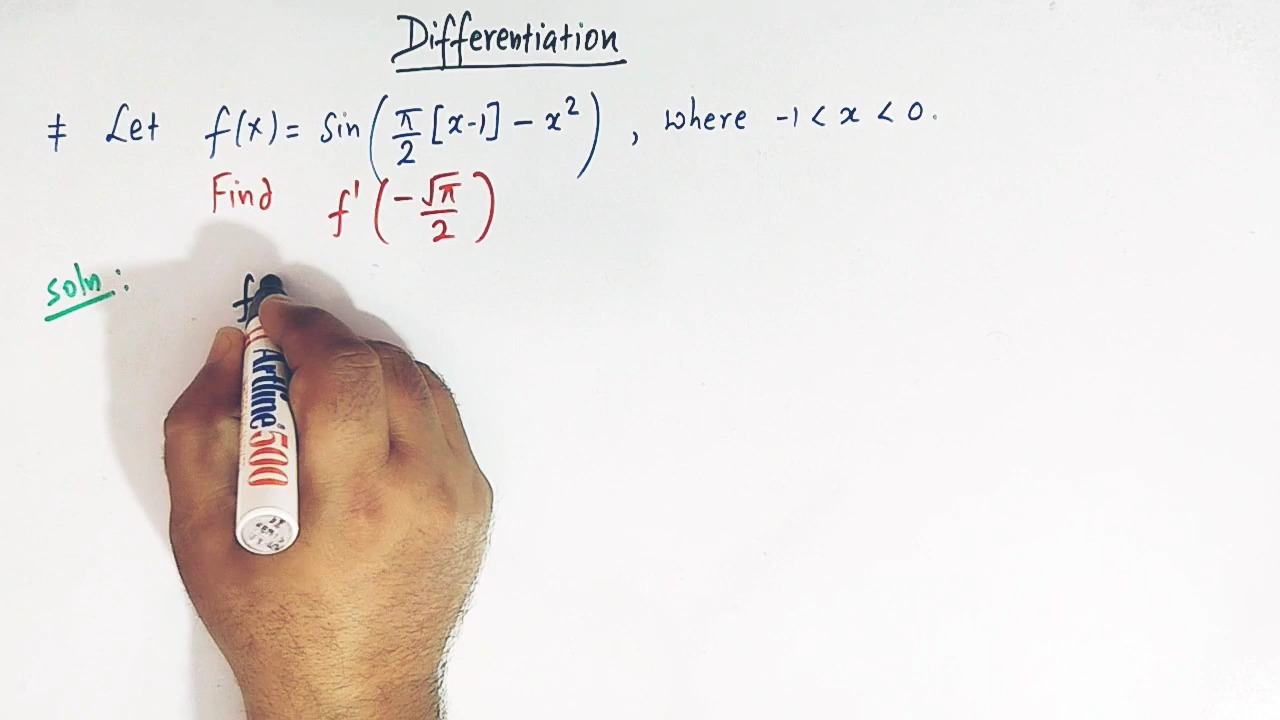 Differentiation
≠ Let f(x) = sin(π/2 [x-1] - x²), where -1 < x < 0.
Find f'(-√π/2)
soln:
f
Artline 500